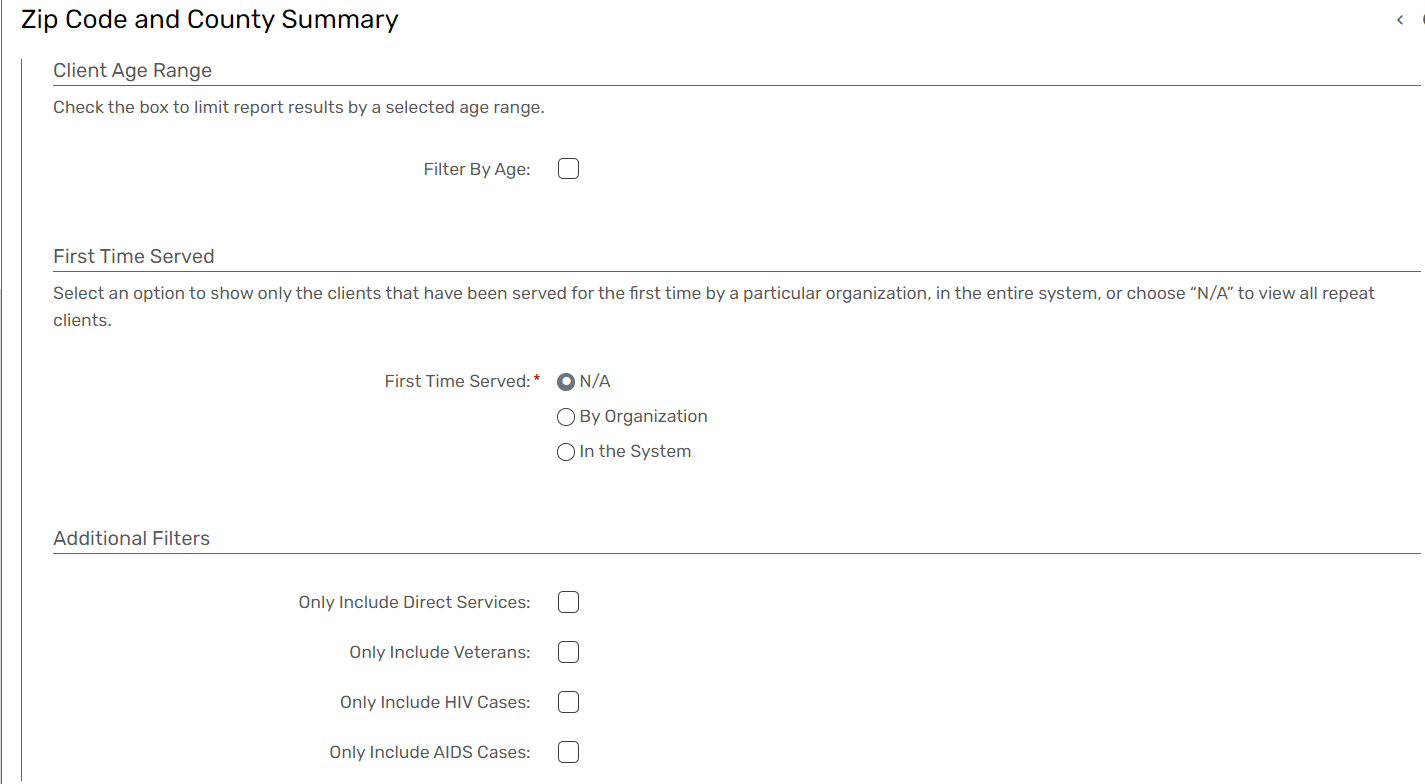 Zip Code and County Summary
Client Age Range
Check the box to limit report results by a selected age range.
Filter By Age:
First Time Served
Select an option to show only the clients that have been served for the first time by a particular organization, in the entire system, or choose “N/A” to view all repeat
clients.
First Time Served:* N/A
By Organization
In the System
Additional Filters
Only Include Direct Services:
Only Include Veterans:
Only Include HIV Cases:
Only Include AIDS Cases: